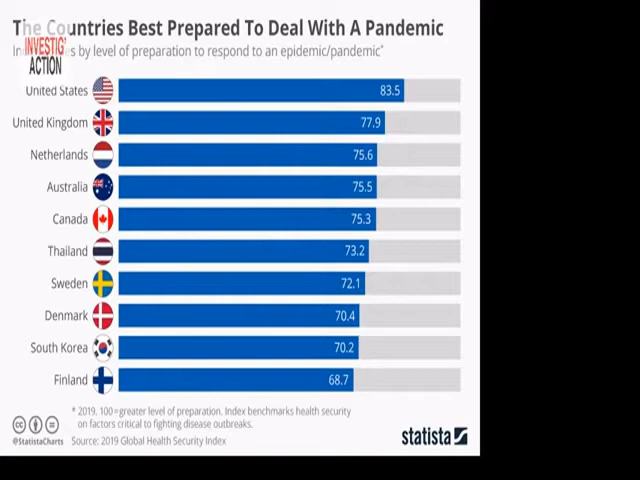 The Countries Best Prepared To Deal With A Pandemic
by level of preparation to respond to an epidemic/pandemic*
INVESTIG'
ACTION
United States 83.5
United Kingdom 77.9
Netherlands 75.6
Australia 75.5
Canada 75.3
Thailand 73.2
Sweden 72.1
Denmark 70.4
South Korea 70.2
Finland 68.7
* 2019. 100=greater level of preparation. Index benchmarks health security
on factors critical to fighting disease outbreaks.
@StatistaCharts Source: 2019 Global Health Security Index
statista